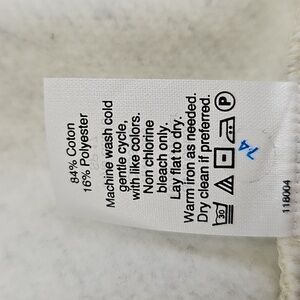 84% Coton
16% Polyester
Machine wash cold
gentle cycle,
with like colors.
Non chlorine
bleach only.
Lay flat to dry.
Warm iron as needed.
Dry clean if preferred.
30
P
74
118004